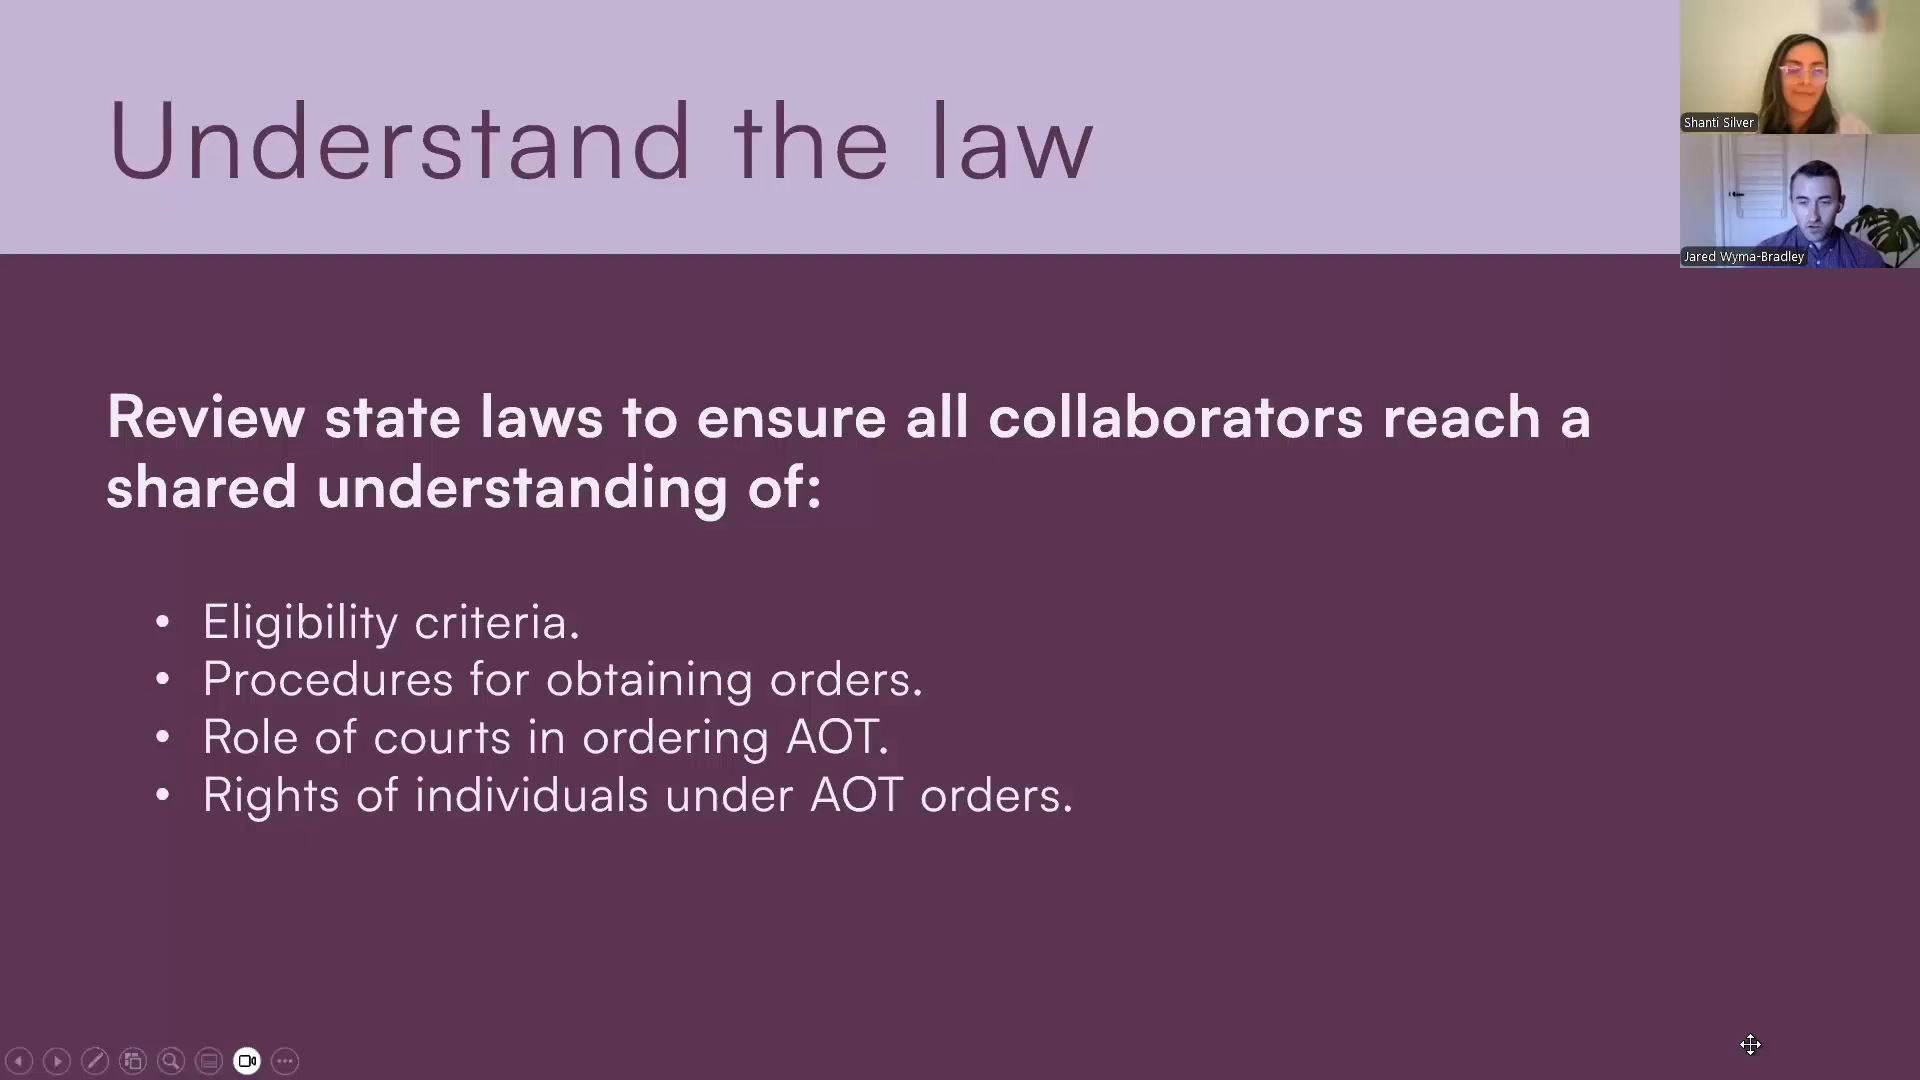 Understand the law
Shanti Silver
Jared Wyma-Bradley
Review state laws to ensure all collaborators reach a
shared understanding of:
• Eligibility criteria.
• Procedures for obtaining orders.
• Role of courts in ordering AOT.
• Rights of individuals under AOT orders.